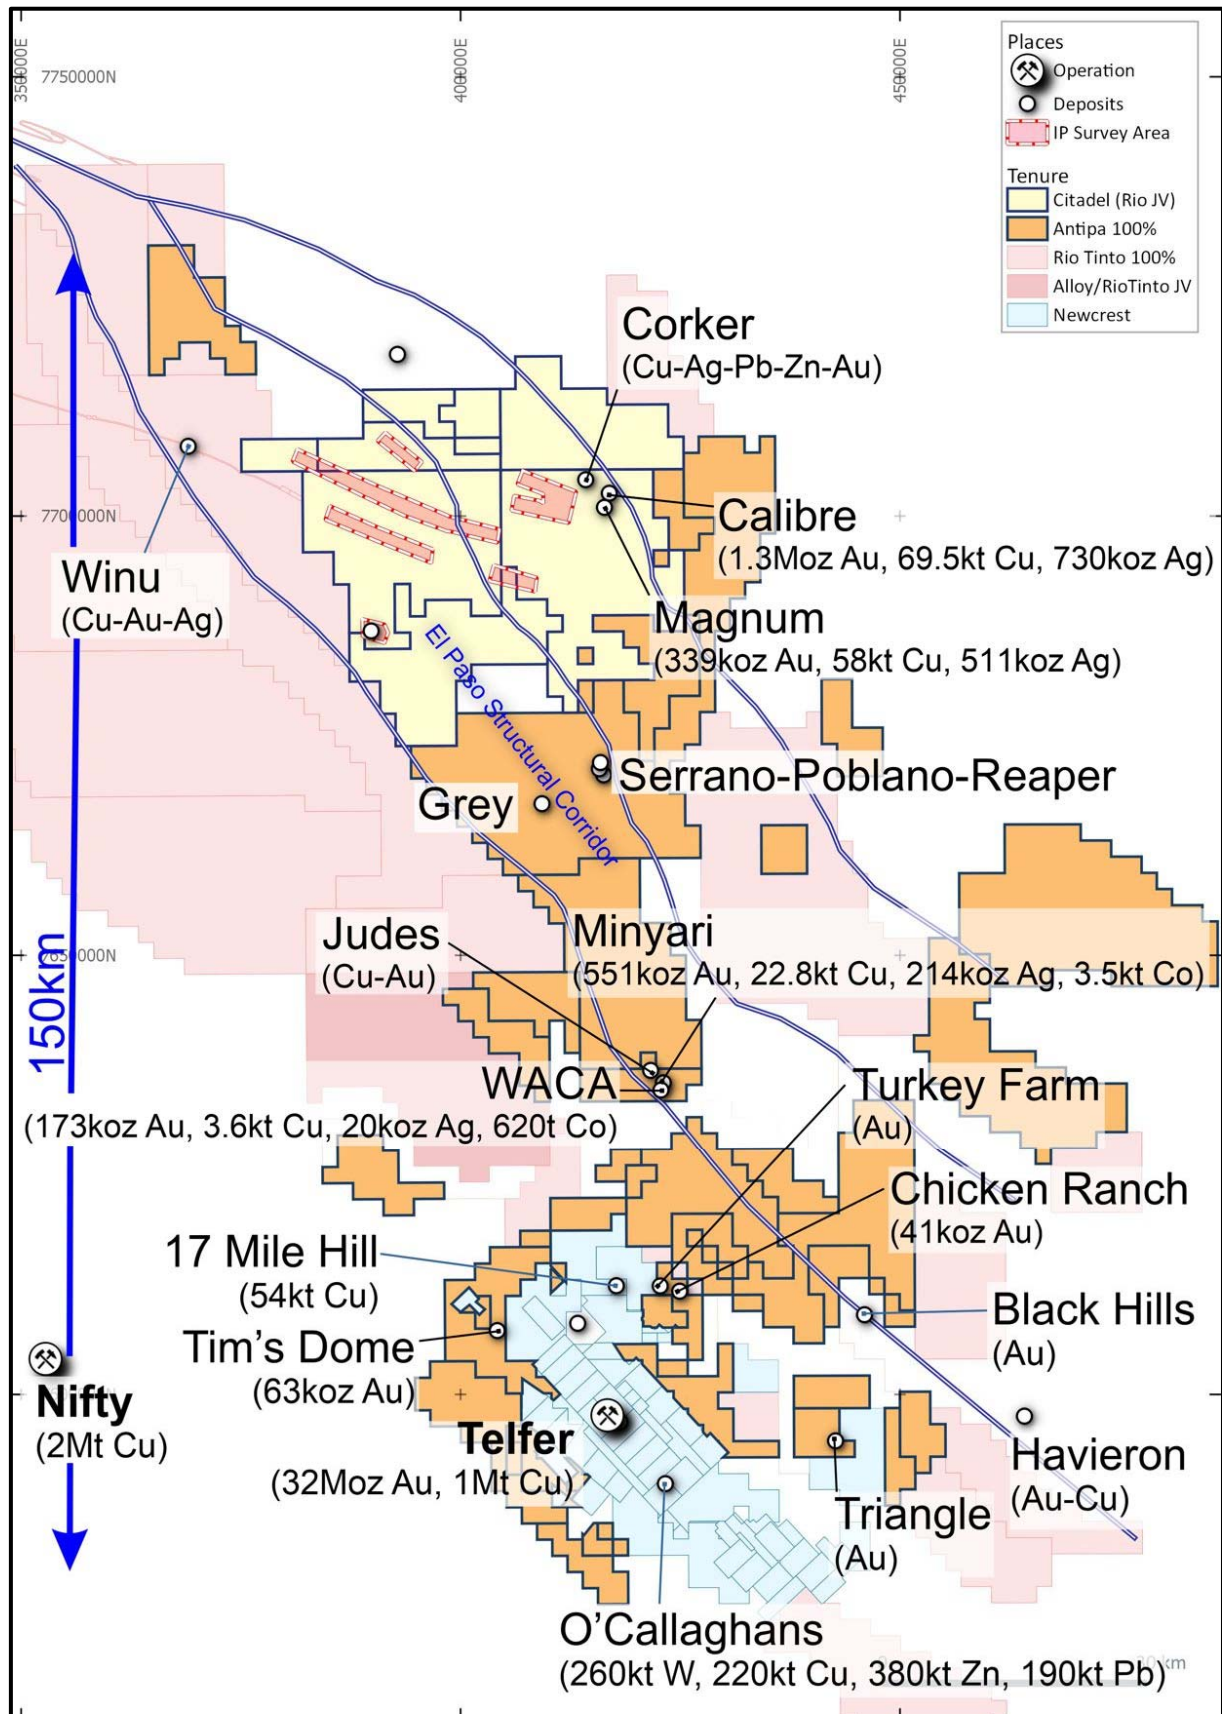 350000E
400000E
450000E
7750000N
Places
Operation
Deposits
IP Survey Area
Tenure
Citadel (Rio JV)
Antipa 100%
Rio Tinto 100%
Alloy/RioTinto JV
Newcrest
Corker
(Cu-Ag-Pb-Zn-Au)
7700000N
Calibre
(1.3Moz Au, 69.5kt Cu, 730koz Ag)
Winu
(Cu-Au-Ag)
Magnum
(339koz Au, 58kt Cu, 511koz Ag)
El Paso Structural Corridor
Serrano-Poblano-Reaper
Grey
Judes
(Cu-Au)
Minyari
(551koz Au, 22.8kt Cu, 214koz Ag, 3.5kt Co)
7650000N
150km
WACA
(173koz Au, 3.6kt Cu, 20koz Ag, 620t Co)
Turkey Farm
(Au)
Chicken Ranch
(41koz Au)
17 Mile Hill
(54kt Cu)
Black Hills
(Au)
Tim's Dome
(63koz Au)
Nifty
(2Mt Cu)
Telfer
(32Moz Au, 1Mt Cu)
Havieron
(Au-Cu)
Triangle
(Au)
O'Callaghans
(260kt W, 220kt Cu, 380kt Zn, 190kt Pb)
km